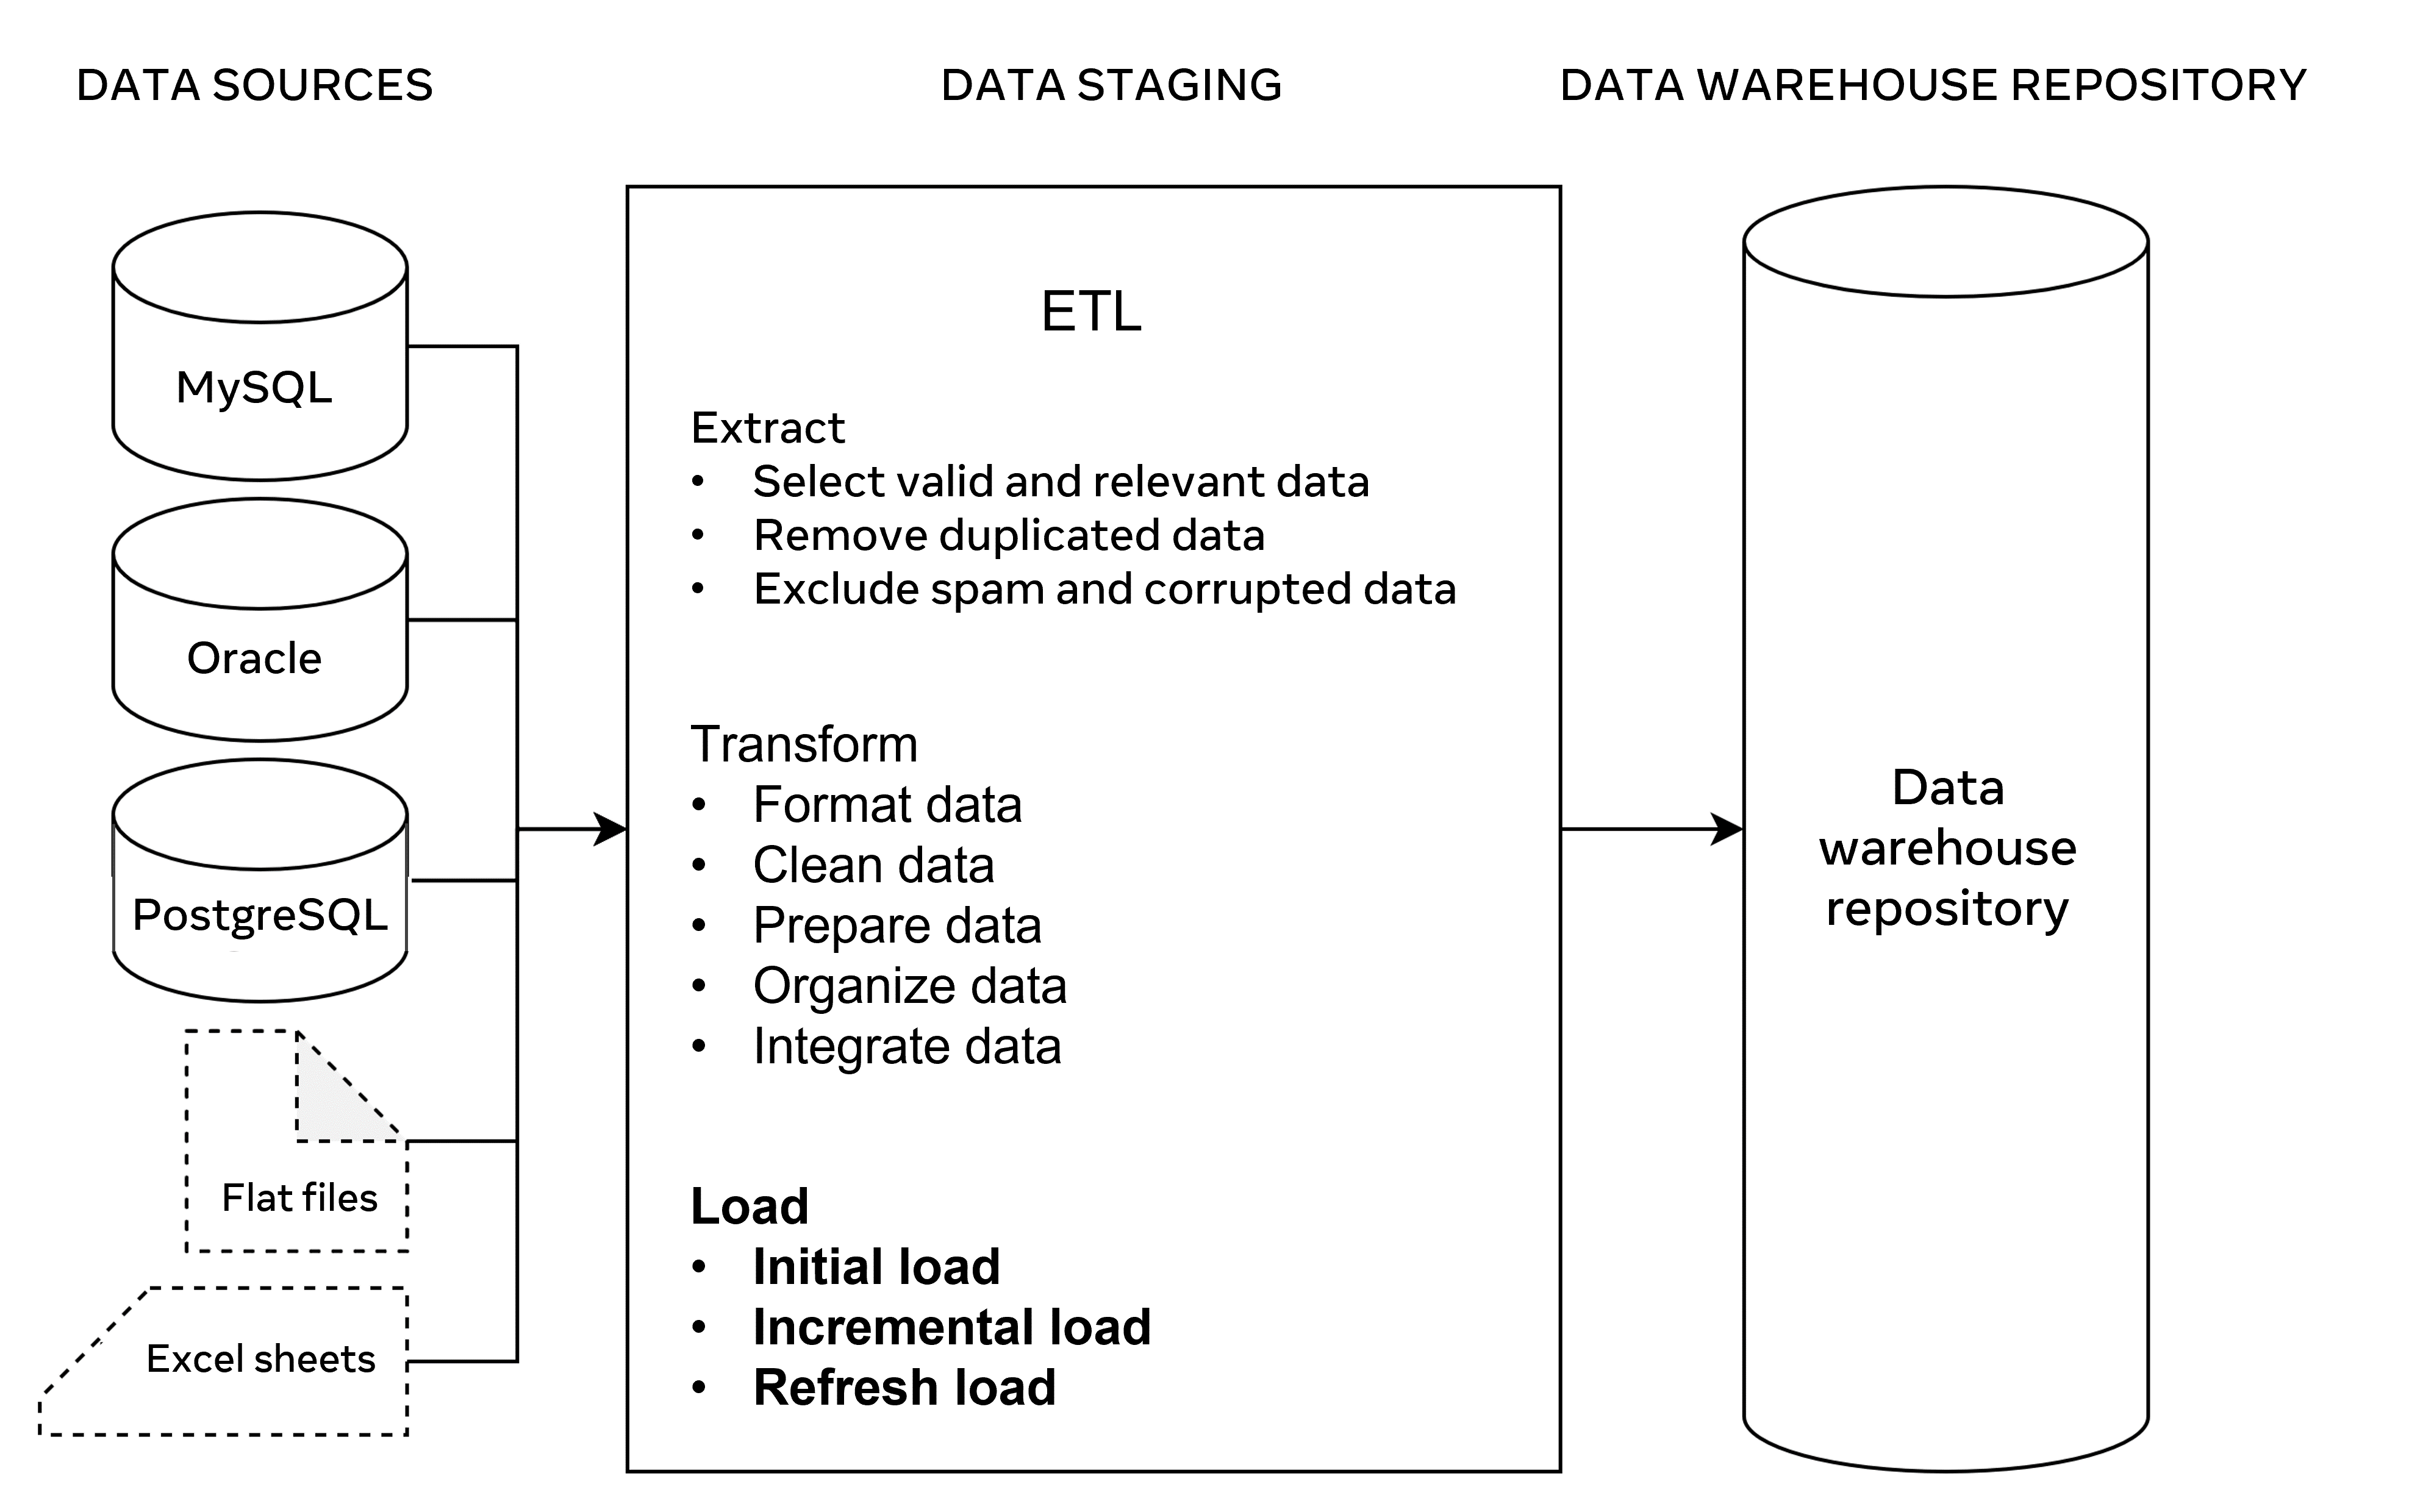 DATA SOURCES
DATA STAGING
DATA WAREHOUSE REPOSITORY
MySQL
Oracle
PostgreSQL
Flat files
Excel sheets
ETL
Extract
• Select valid and relevant data
• Remove duplicated data
• Exclude spam and corrupted data
Transform
• Format data
• Clean data
• Prepare data
• Organize data
• Integrate data
Load
• Initial load
• Incremental load
• Refresh load
Data
warehouse
repository